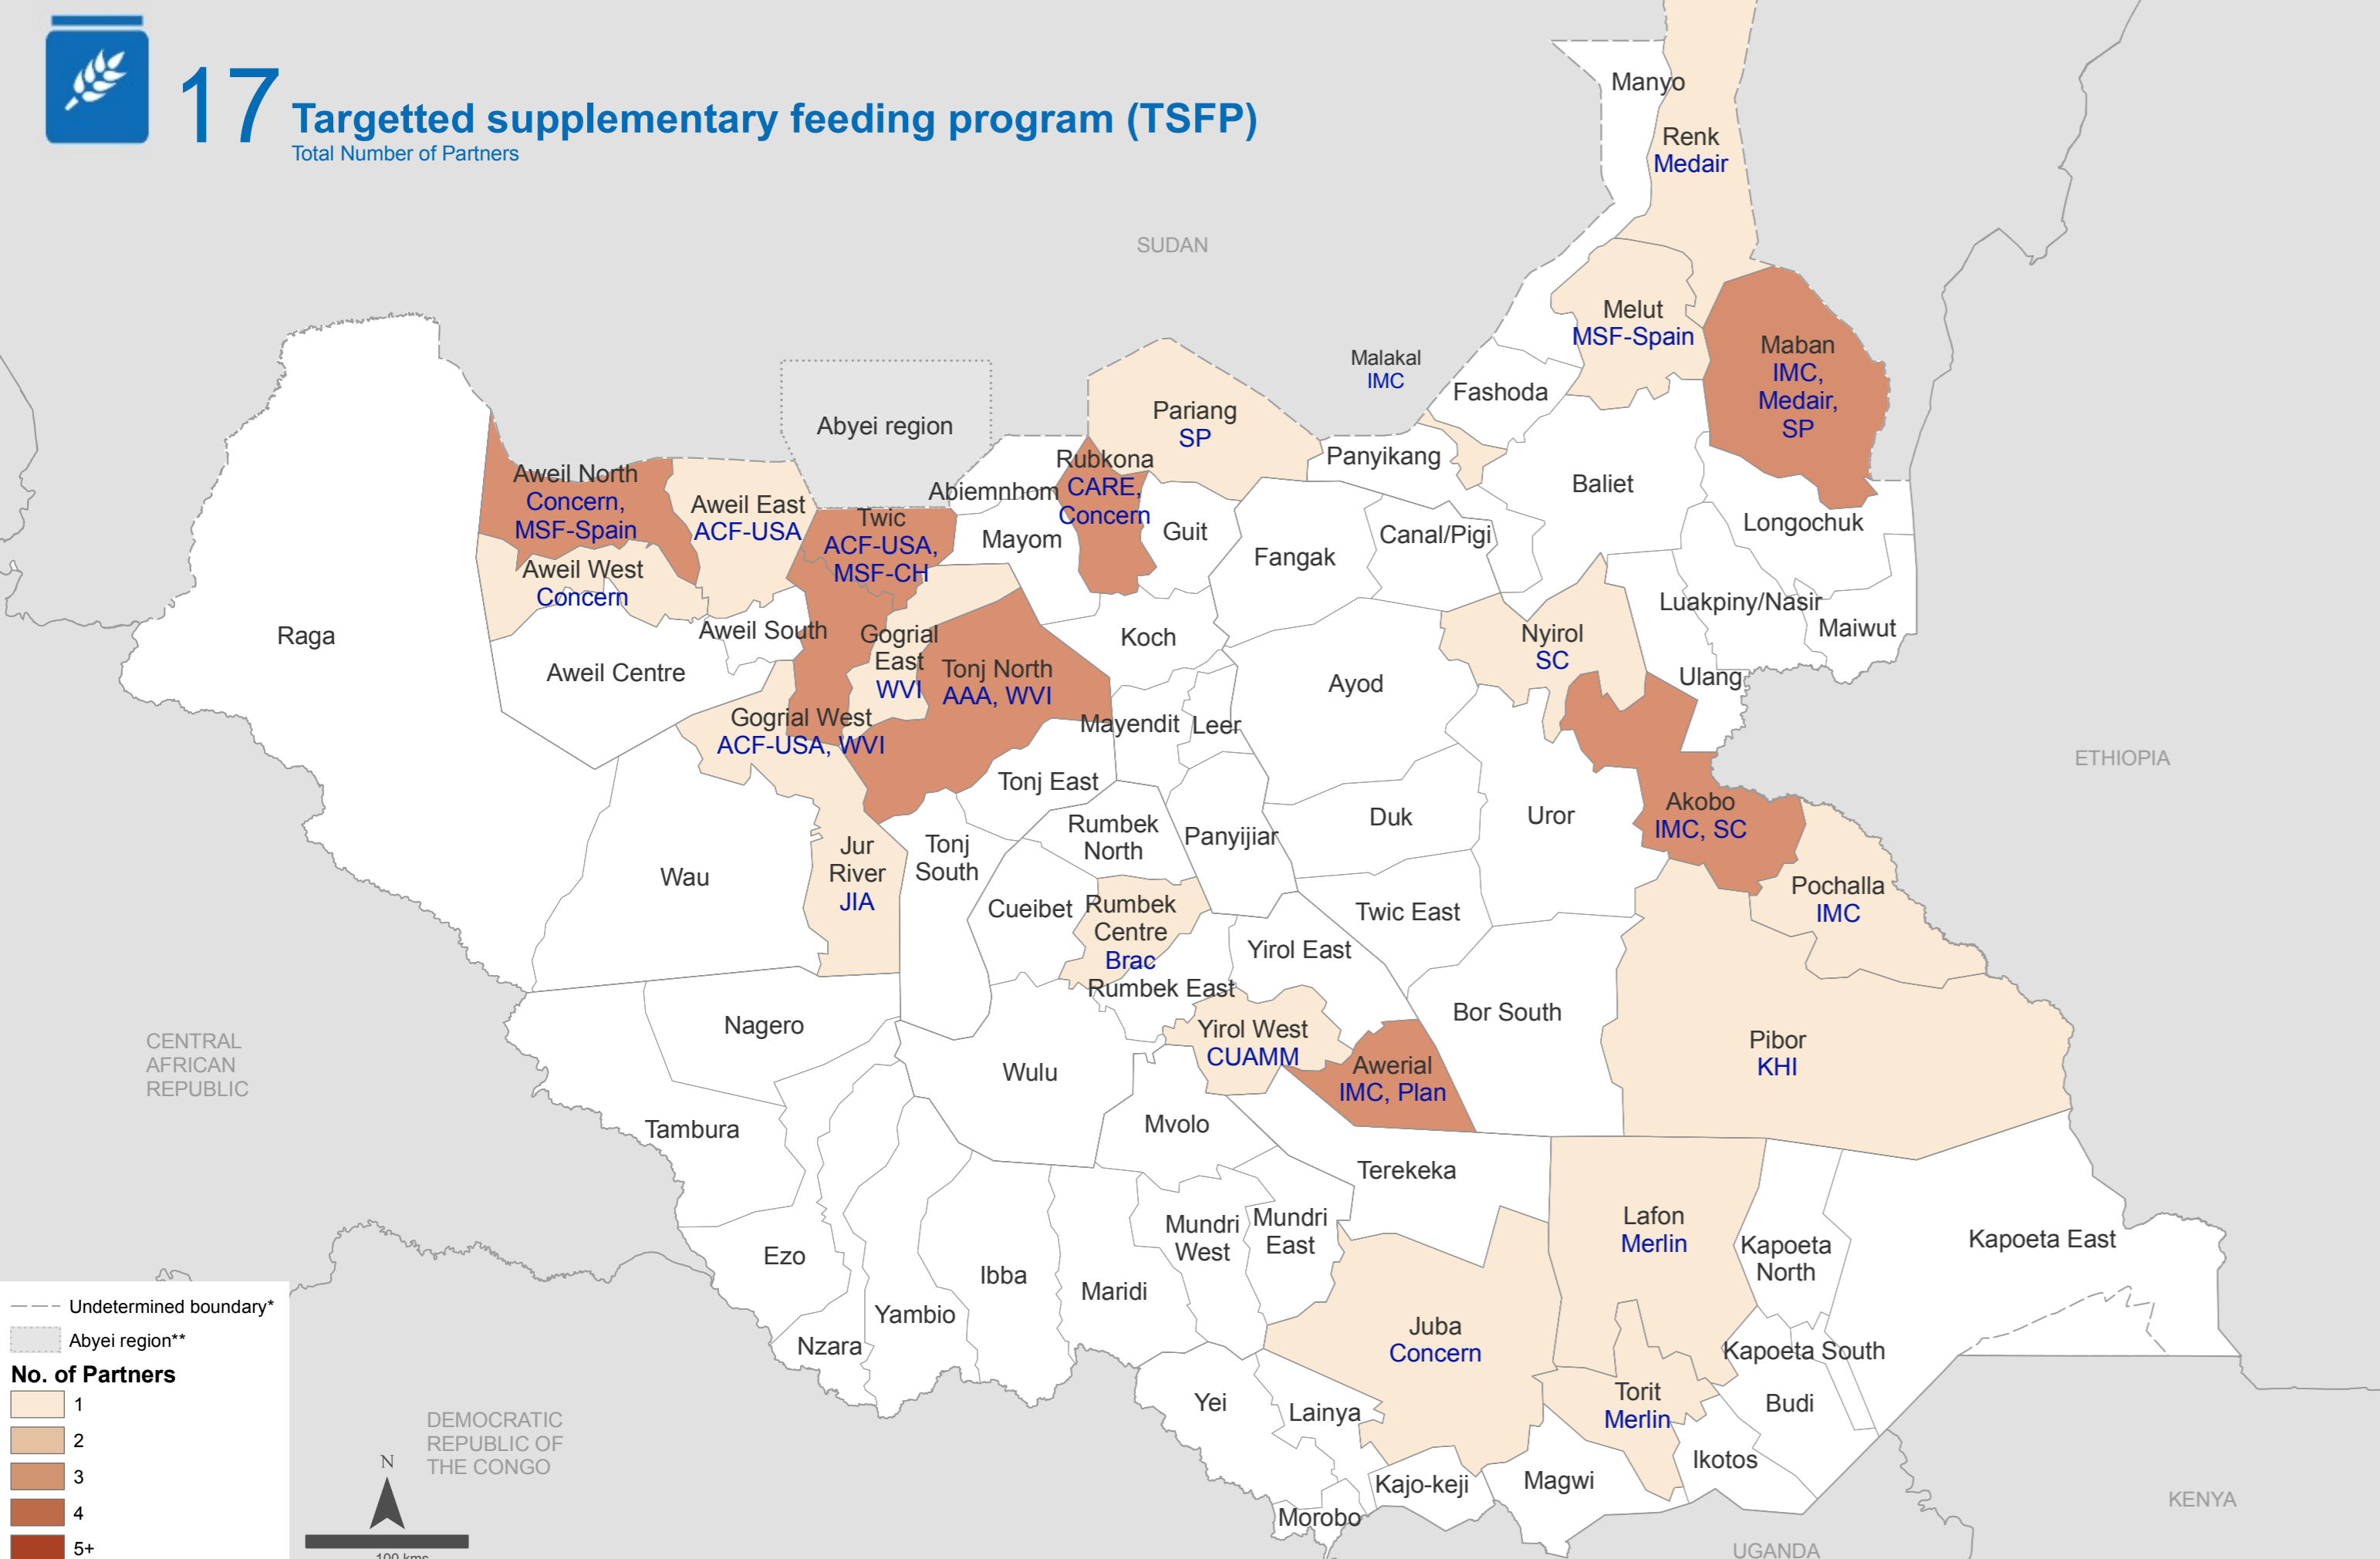 17
Targetted supplementary feeding program (TSFP)
Total Number of Partners
Manyo
Renk
Medair
SUDAN
Melut
MSF-Spain
Maban
IMC,
Medair,
SP
Malakal
IMC
Fashoda
Pariang
SP
Abyei region
Panyikang
Rubkona
CARE,
Concern
Abiemnhom
Baliet
Aweil North
Concern,
MSF-Spain
Aweil East
ACF-USA
Twic
ACF-USA,
MSF-CH
Mayom
Guit
Fangak
Canal/Pigi
Longochuk
Aweil West
Concern
Luakpiny/Nasir
Maiwut
Raga
Aweil South
Gogrial
East
WVI
Koch
Nyirol
SC
Aweil Centre
Tonj North
AAA, WVI
Ayod
Ulang
Gogrial West
ACF-USA, WVI
Mayendit
Leer
ETHIOPIA
Tonj East
Akobo
IMC, SC
Rumbek
North
Panyijiar
Duk
Uror
Jur
River
JIA
Tonj
South
Wau
Pochalla
IMC
Cueibet
Rumbek
Centre
Brac
Twic East
Yirol East
Rumbek East
Bor South
Nagero
Yirol West
CUAMM
Pibor
KHI
CENTRAL
AFRICAN
REPUBLIC
Wulu
Awerial
IMC, Plan
Tambura
Mvolo
Terekeka
Lafon
Merlin
Mundri
West
Mundri
East
Kapoeta
North
Kapoeta East
Ezo
Ibba
Maridi
Yambio
Nzara
Juba
Concern
Kapoeta South
Torit
Merlin
Budi
Yei
Lainya
Ikotos
Kajo-keji
Magwi
Morobo
KENYA
UGANDA
DEMOCRATIC
REPUBLIC OF
THE CONGO
Undetermined boundary*
Abyei region**
No. of Partners
1
2
3
4
5+
N
100 kms